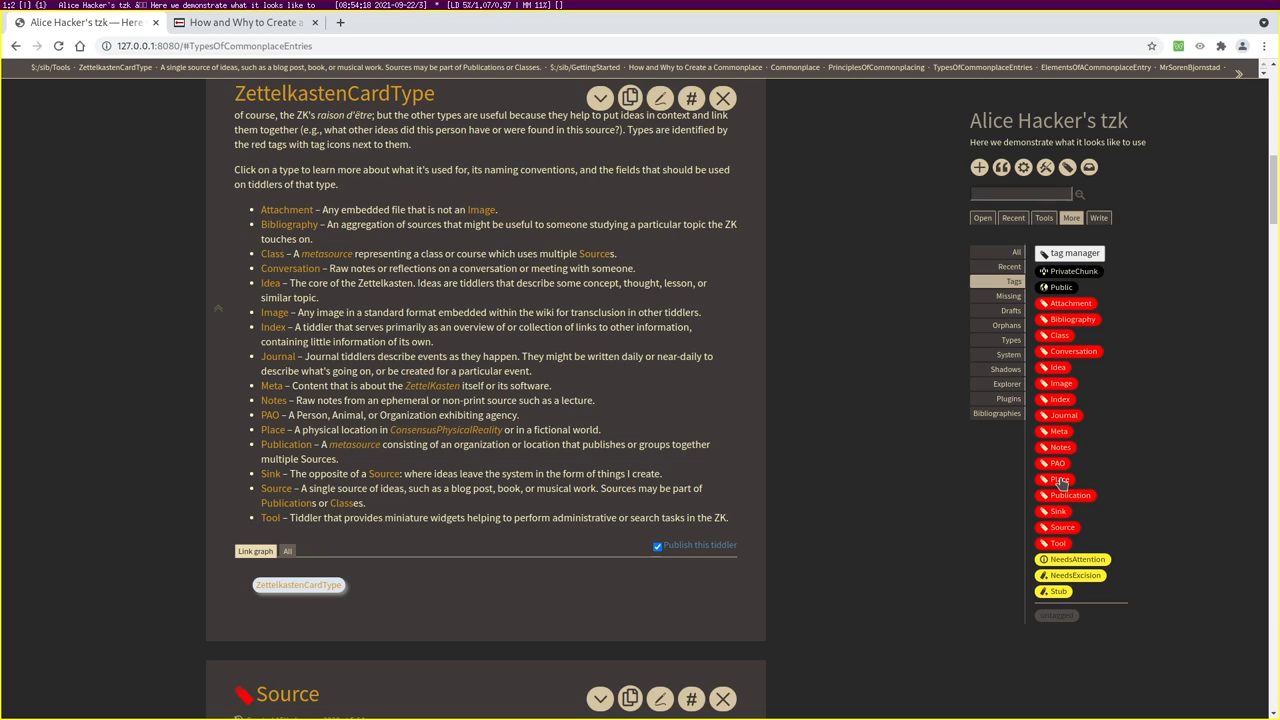 1:2 [|] {1} Alice Hacker's tzk Here we demonstrate what it looks like to [08:54:18 2021-09-22/3] * [LD 5%/1.07/0.97 | MM 11%] []
Alice Hacker's tzk — Here
How and Why to Create a
127.0.0.1:8080/#TypesOfCommonplaceEntries
$:/sib/Tools · ZettelkastenCardType · A single source of ideas, such as a blog post, book, or musical work. Sources may be part of Publications or Classes. · $:/sib/GettingStarted · How and Why to Create a Commonplace · Commonplace · PrinciplesOfCommonplacing · TypesOfCommonplaceEntries · ElementsOfACommonplaceEntry · MrSorenBjornstad ·
ZettelkastenCardType
of course, the ZK's raison d'être; but the other types are useful because they help to put ideas in context and link
them together (e.g., what other ideas did this person have or were found in this source?). Types are identified by
the red tags with tag icons next to them.
Click on a type to learn more about what it's used for, its naming conventions, and the fields that should be used
on tiddlers of that type.
• Attachment – Any embedded file that is not an Image.
• Bibliography – An aggregation of sources that might be useful to someone studying a particular topic the ZK
touches on.
• Class – A metasource representing a class or course which uses multiple Sources.
• Conversation – Raw notes or reflections on a conversation or meeting with someone.
• Idea – The core of the Zettelkasten. Ideas are tiddlers that describe some concept, thought, lesson, or
similar topic.
• Image – Any image in a standard format embedded within the wiki for transclusion in other tiddlers.
• Index – A tiddler that serves primarily as an overview of or collection of links to other information,
containing little information of its own.
• Journal – Journal tiddlers describe events as they happen. They might be written daily or near-daily to
describe what's going on, or be created for a particular event.
• Meta – Content that is about the ZettelKasten itself or its software.
• Notes – Raw notes from an ephemeral or non-print source such as a lecture.
• PAO – A Person, Animal, or Organization exhibiting agency.
• Place – A physical location in ConsensusPhysicalReality or in a fictional world.
• Publication – A metasource consisting of an organization or location that publishes or groups together
multiple Sources.
• Sink – The opposite of a Source: where ideas leave the system in the form of things I create.
• Source – A single source of ideas, such as a blog post, book, or musical work. Sources may be part of
Publications or Classes.
• Tool – Tiddler that provides miniature widgets helping to perform administrative or search tasks in the ZK.
Link graph
All
Publish this tiddler
ZettelkastenCardType
Source
Alice Hacker's tzk
Here we demonstrate what it looks like to use
Open
Recent
Tools
More
Write
All
Recent
Tags
Missing
Drafts
Orphans
Types
System
Shadows
Explorer
Plugins
Bibliographies
tag manager
PrivateChunk
Public
Attachment
Bibliography
Class
Conversation
Idea
Image
Index
Journal
Meta
Notes
PAO
Place
Publication
Sink
Source
Tool
NeedsAttention
NeedsExcision
Stub
untagged